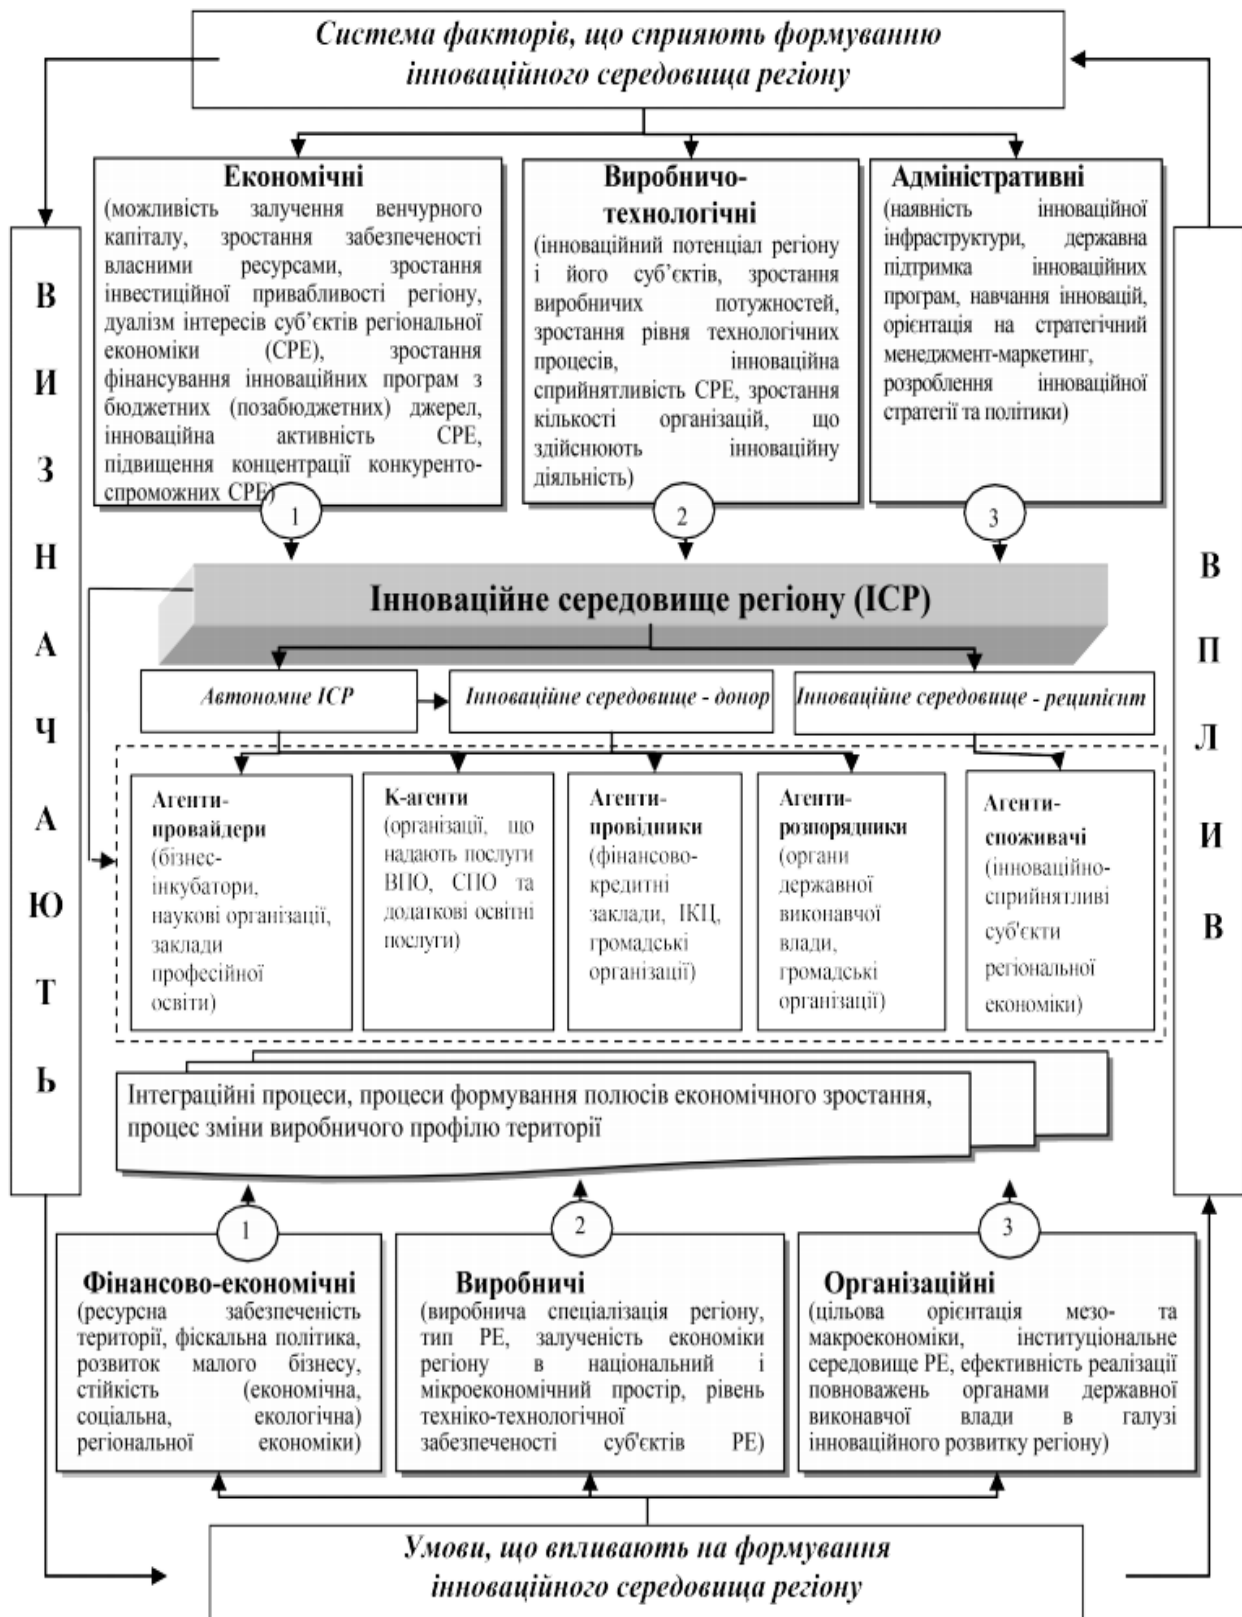 Система факторів, що сприяють формуванню
інноваційного середовища регіону
Економічні
(можливість залучення венчурного
капіталу, зростання забезпеченості
власними ресурсами, зростання
інвестиційної привабливості регіону,
дуалізм інтересів суб’єктів регіональної
економіки (СРЕ), зростання
фінансування інноваційних програм з
бюджетних (позабюджетних) джерел,
інноваційна активність СРЕ,
підвищення концентрації конкуренто-
спроможних СРЕ)
1
Виробничо-
технологічні
(інноваційний потенціал регіону
і його суб’єктів, зростання
виробничих потужностей,
зростання рівня технологічних
процесів, інноваційна
сприйнятливість СРЕ, зростання
кількості організацій, що
здійснюють інноваційну
діяльність)
2
Адміністративні
(наявність інноваційної
інфраструктури, державна
підтримка інноваційних
програм, навчання інновацій,
орієнтація на стратегічний
менеджмент-маркетинг,
розроблення інноваційної
стратегії та політики)
3
В
И
З
Н
А
Ч
А
Ю
Т
Ь
В
П
Л
И
В
Інноваційне середовище регіону (ІСР)
Автономне ІСР
Інноваційне середовище - донор
Інноваційне середовище - реципієнт
Агенти-
провайдери
(бізнес-
інкубатори,
наукові організації,
заклади
професійної
освіти)
К-агенти
(організації, що
надають послуги
ВПО, СПО та
додаткові освітні
послуги)
Агенти-
провідники
(фінансово-
кредитні
заклади, ІКЦ,
громадські
організації)
Агенти-
розпорядники
(органи
державної
виконавчої
влади,
громадські
організації)
Агенти-
споживачі
(інноваційно-
сприйнятливі
суб'єкти
регіональної
економіки)
Інтеграційні процеси, процеси формування полюсів економічного зростання,
процес зміни виробничого профілю території
1
Фінансово-економічні
(ресурсна забезпеченість
території, фіскальна політика,
розвиток малого бізнесу,
стійкість (економічна,
соціальна, екологічна)
регіональної економіки)
2
Виробничі
(виробнича спеціалізація регіону,
тип РЕ, залученість економіки
регіону в національний і
мікроекономічний простір, рівень
техніко-технологічної
забезпеченості суб'єктів РЕ)
3
Організаційні
(цільова орієнтація мезо- та
макроекономіки, інституціональне
середовище РЕ, ефективність реалізації
повноважень органами державної
виконавчої влади в галузі
інноваційного розвитку регіону)
Умови, що впливають на формування
інноваційного середовища регіону